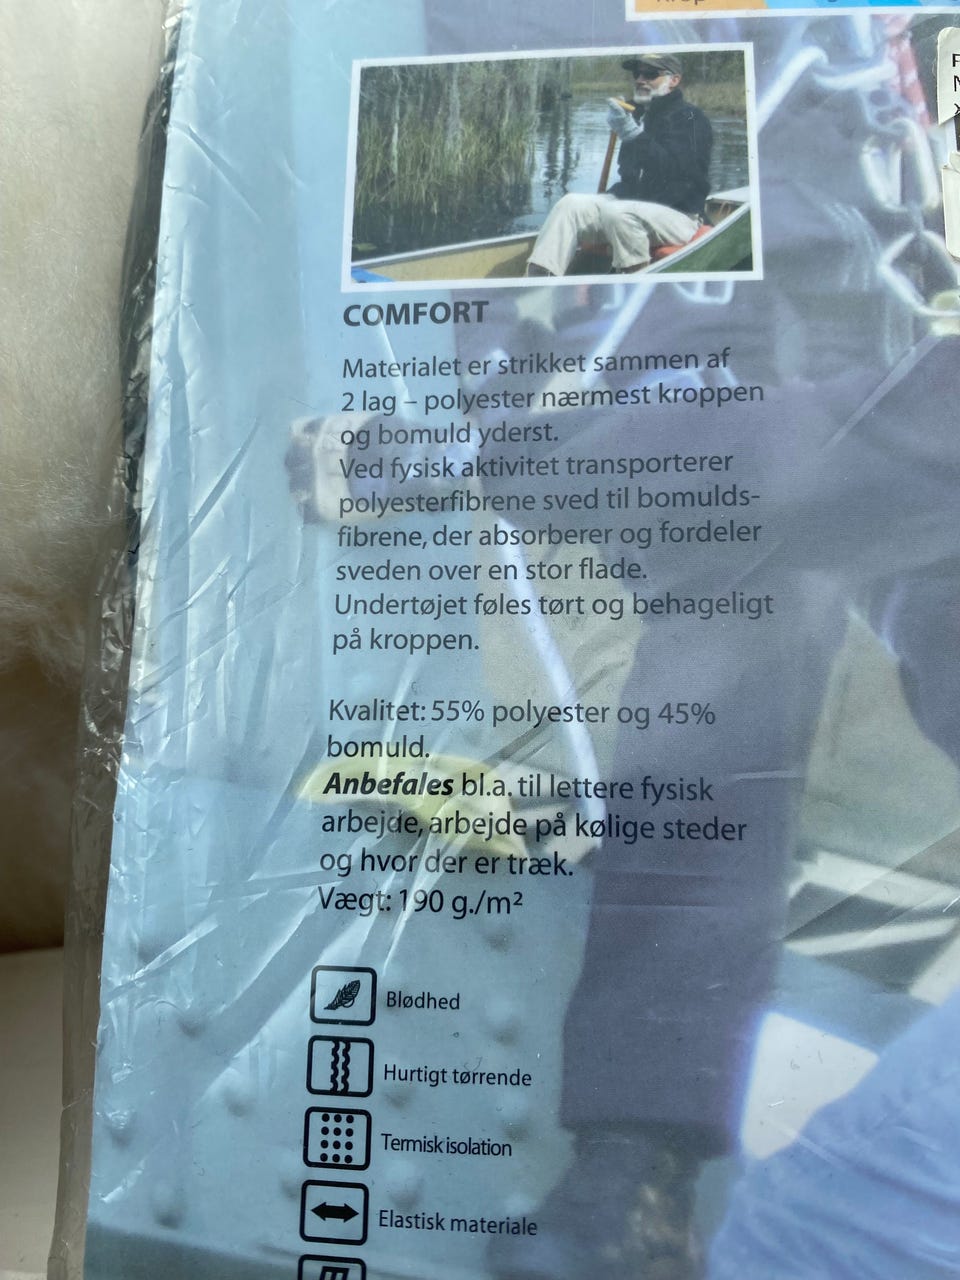 COMFORT
Materialet er strikket sammen af
2 lag – polyester nærmest kroppen
og bomuld yderst.
Ved fysisk aktivitet transporterer
polyesterfibrene sved til bomulds-
fibrene, der absorberer og fordeler
sveden over en stor flade.
Undertøjet føles tørt og behageligt
på kroppen.
Kvalitet: 55% polyester og 45%
bomuld.
Anbefales bl.a. til lettere fysisk
arbejde, arbejde på kølige steder
og hvor der er træk.
Vægt: 190 g./m²
Blødhed
Hurtigt tørrende
Termisk isolation
Elastisk materiale